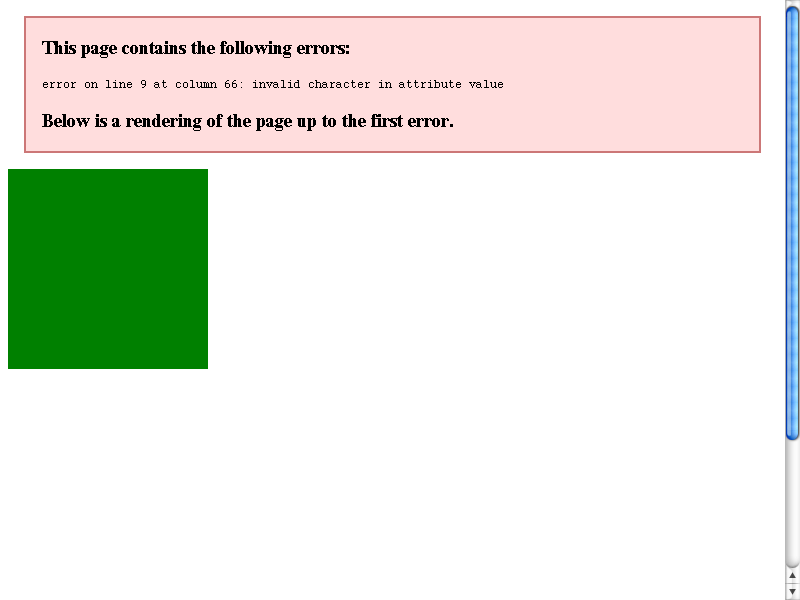 This page contains the following errors:
error on line 9 at column 66: invalid character in attribute value
Below is a rendering of the page up to the first error.